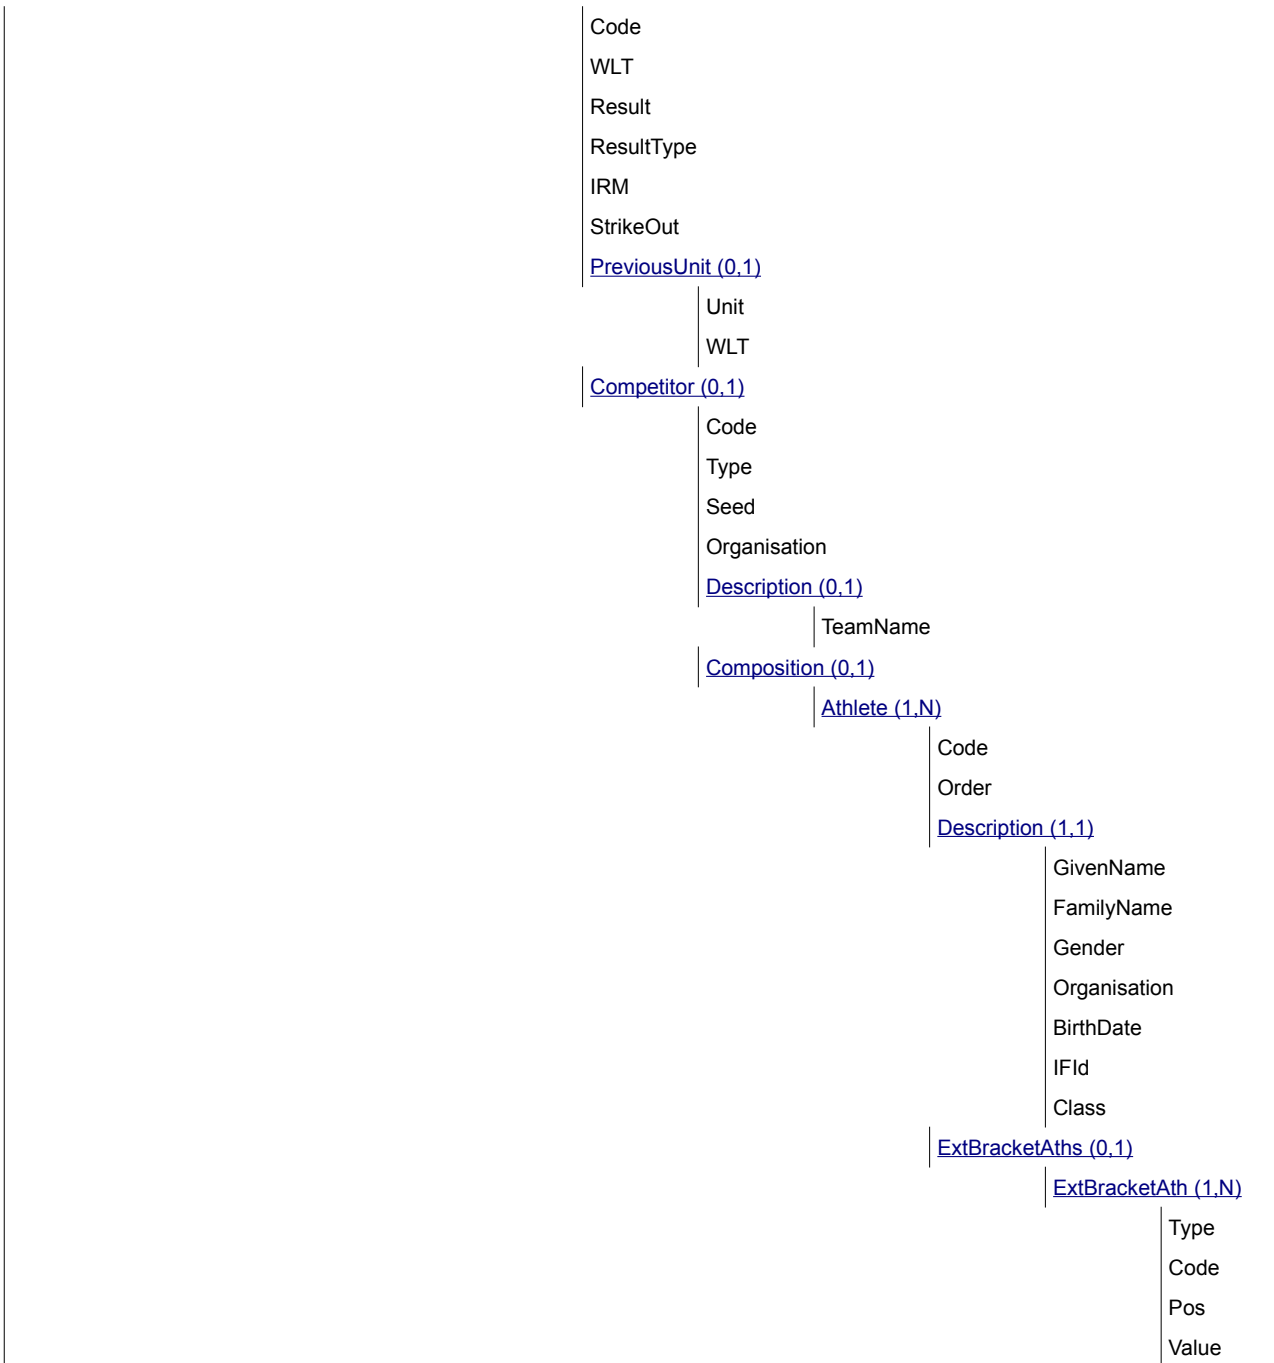 Code
WLT
Result
ResultType
IRM
StrikeOut
PreviousUnit (0,1)
Unit
WLT
Competitor (0,1)
Code
Type
Seed
Organisation
Description (0,1)
TeamName
Composition (0,1)
Athlete (1,N)
Code
Order
Description (1,1)
GivenName
FamilyName
Gender
Organisation
BirthDate
IFId
Class
ExtBracketAths (0,1)
ExtBracketAth (1,N)
Type
Code
Pos
Value